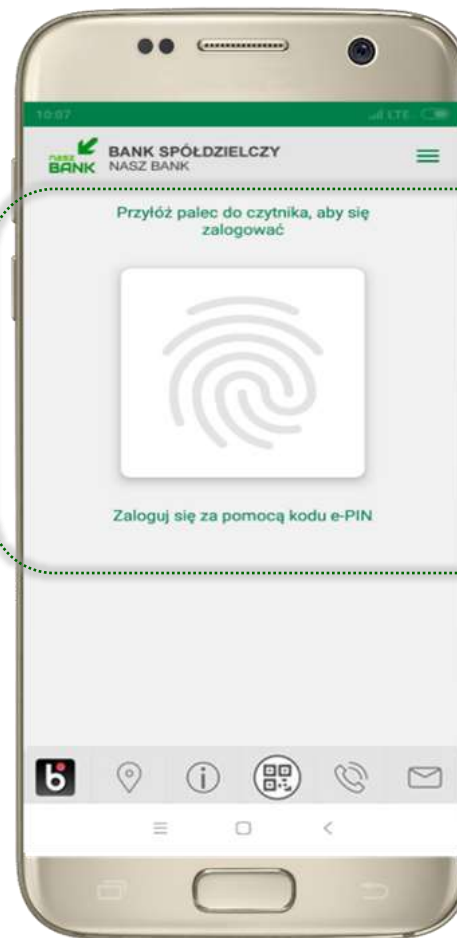 10:07 LTE
nasz BANK
BANK SPÓŁDZIELCZY
NASZ BANK
Przyłóż palec do czytnika, aby się
zalogować
Zaloguj się za pomocą kodu e-PIN
b
i